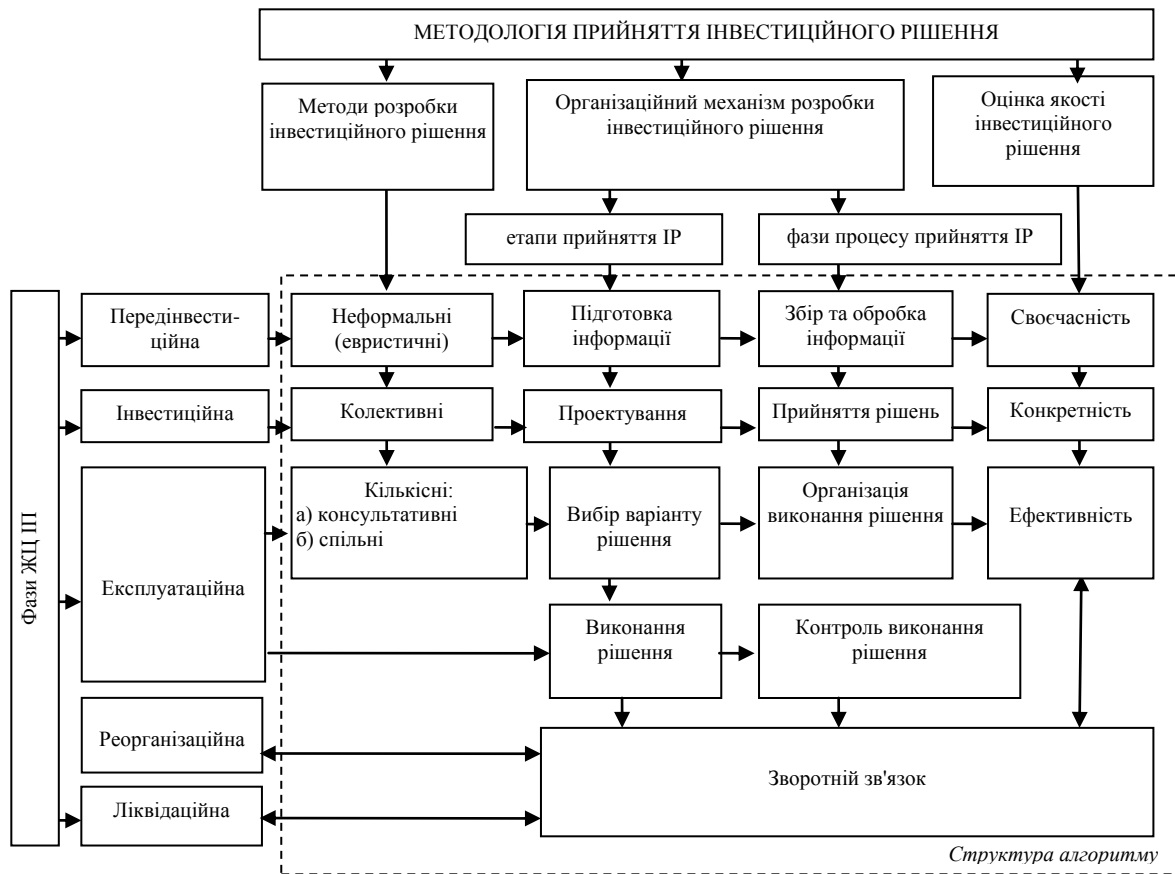 МЕТОДОЛОГІЯ ПРИЙНЯТТЯ ІНВЕСТИЦІЙНОГО РІШЕННЯ
Методи розробки
інвестиційного рішення
Організаційний механізм розробки
інвестиційного рішення
Оцінка якості
інвестиційного
рішення
етапи прийняття ІР
фази процесу прийняття ІР
Фази ЖЦ ІП
Передінвести-
ційна
Неформальні
(евристичні)
Підготовка
інформації
Збір та обробка
інформації
Своєчасність
Інвестиційна
Колективні
Проектування
Прийняття рішень
Конкретність
Експлуатаційна
Кількісні:
а) консультативні
б) спільні
Вибір варіанту
рішення
Організація
виконання рішення
Ефективність
Виконання
рішення
Контроль виконання
рішення
Реорганізаційна
Зворотній зв'язок
Ліквідаційна
Структура алгоритму